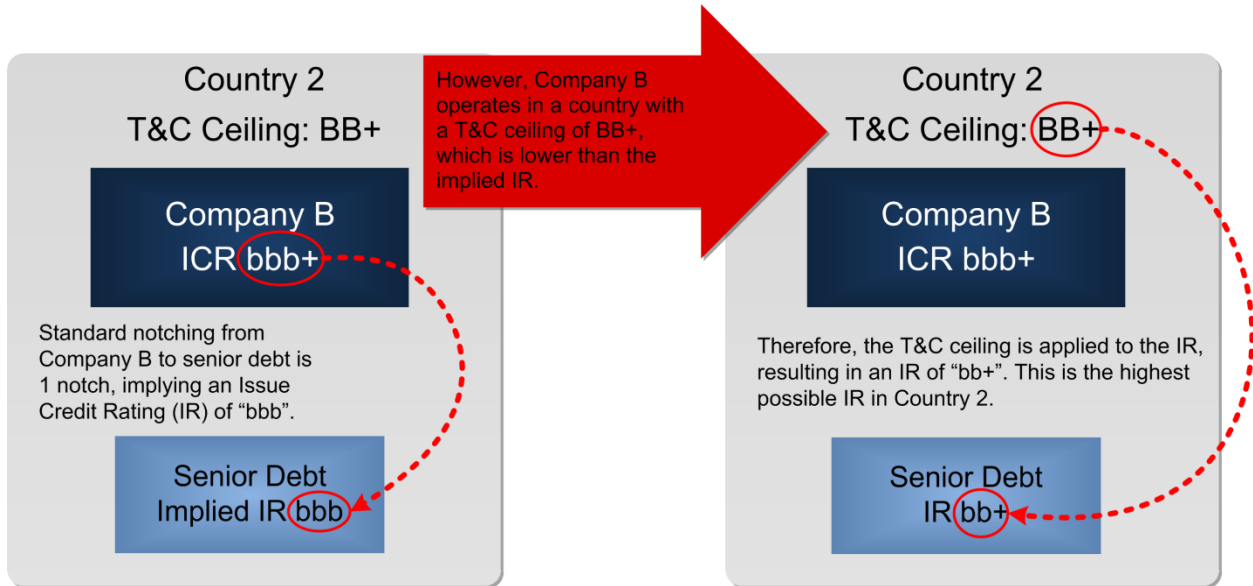 Country 2
T&C Ceiling: BB+
Company B
ICR bbb+
Standard notching from
Company B to senior debt is
1 notch, implying an Issue
Credit Rating (IR) of “bbb”.
Senior Debt
Implied IR bbb
However, Company B
operates in a country with
a T&C ceiling of BB+,
which is lower than the
implied IR.
Country 2
T&C Ceiling: BB+
Company B
ICR bbb+
Therefore, the T&C ceiling is applied to the IR,
resulting in an IR of “bb+”. This is the highest
possible IR in Country 2.
Senior Debt
IR bb+